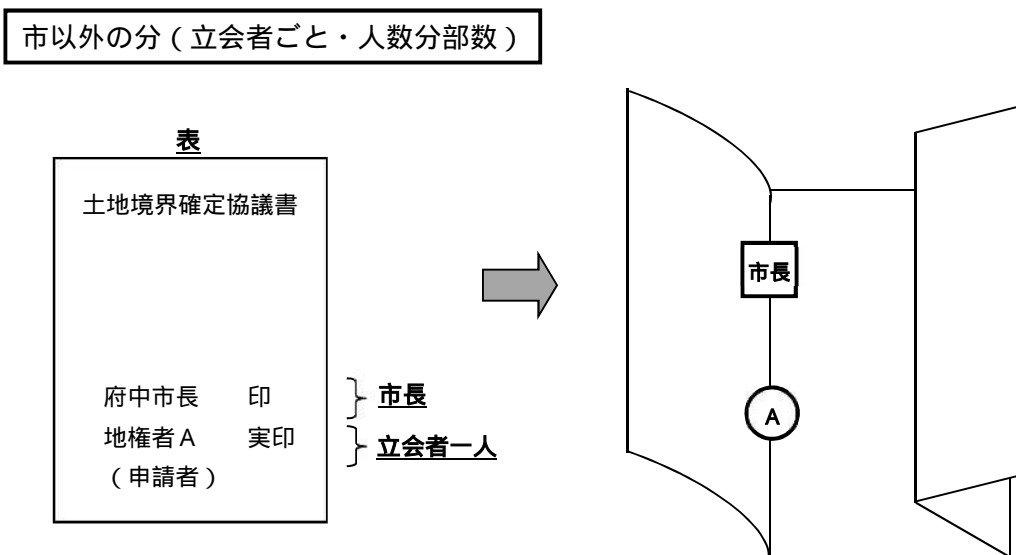 市以外の分（立会者ごと・人数分部数）
表
土地境界確定協議書
府中市長　印
地権者A　実印
（申請者）
市長
立会者一人
市長
A